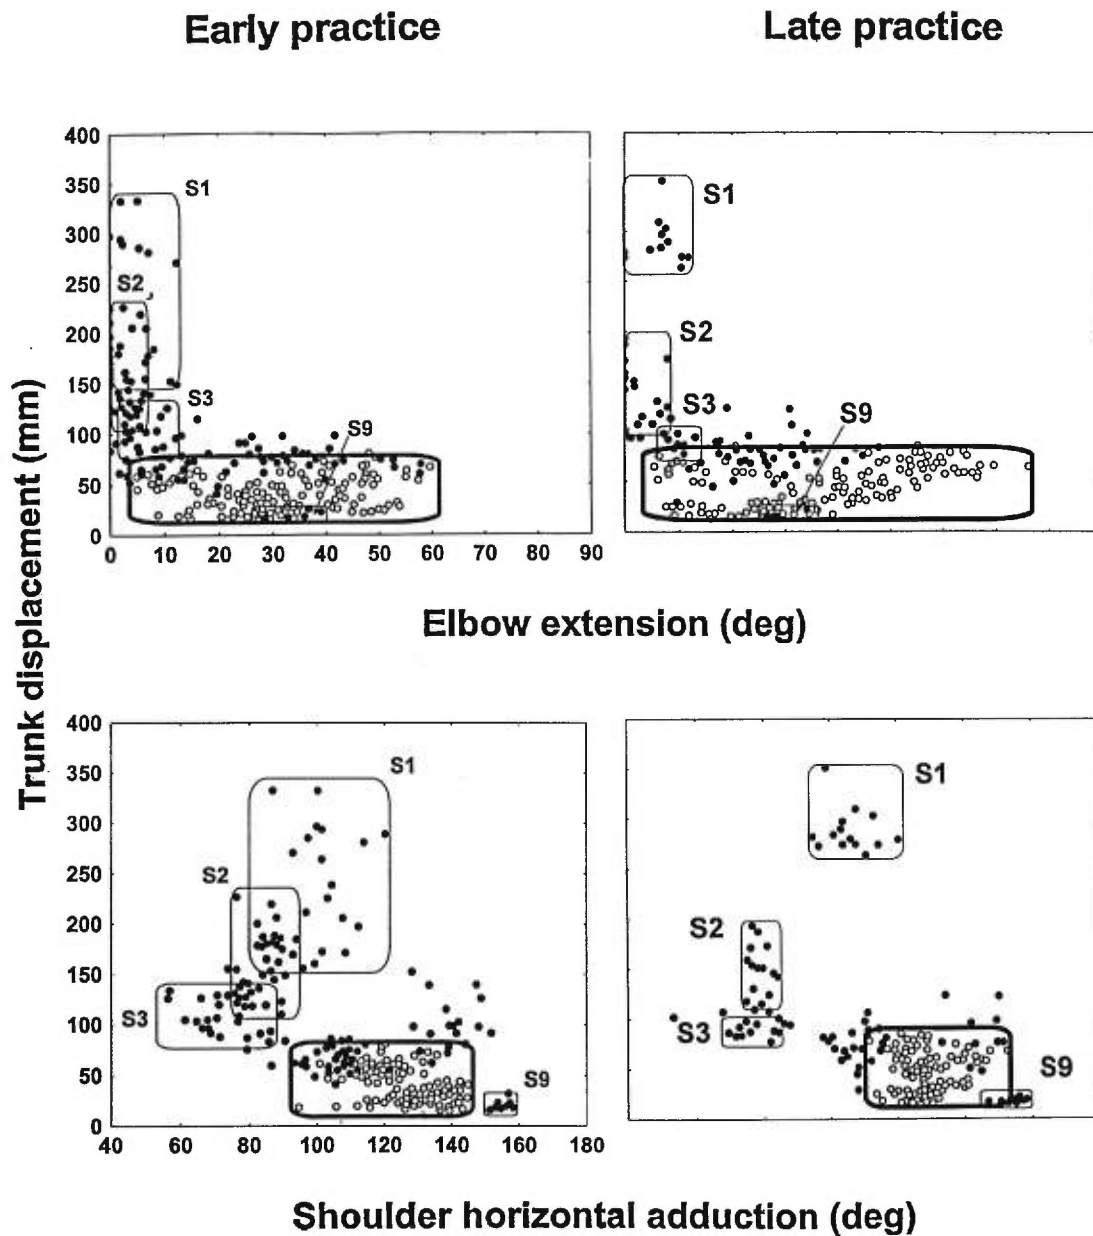 Early practice
Late practice
400
350
300
250
200
150
100
50
0
S1
S2
S3
S9
0 10 20 30 40 50 60 70 80 90
S1
S2
S3
S9
Trunk displacement (mm)
Elbow extension (deg)
400
350
300
250
200
150
100
50
0
S1
S2
S3
S9
40 60 80 100 120 140 160 180
S1
S2
S3
S9
Shoulder horizontal adduction (deg)